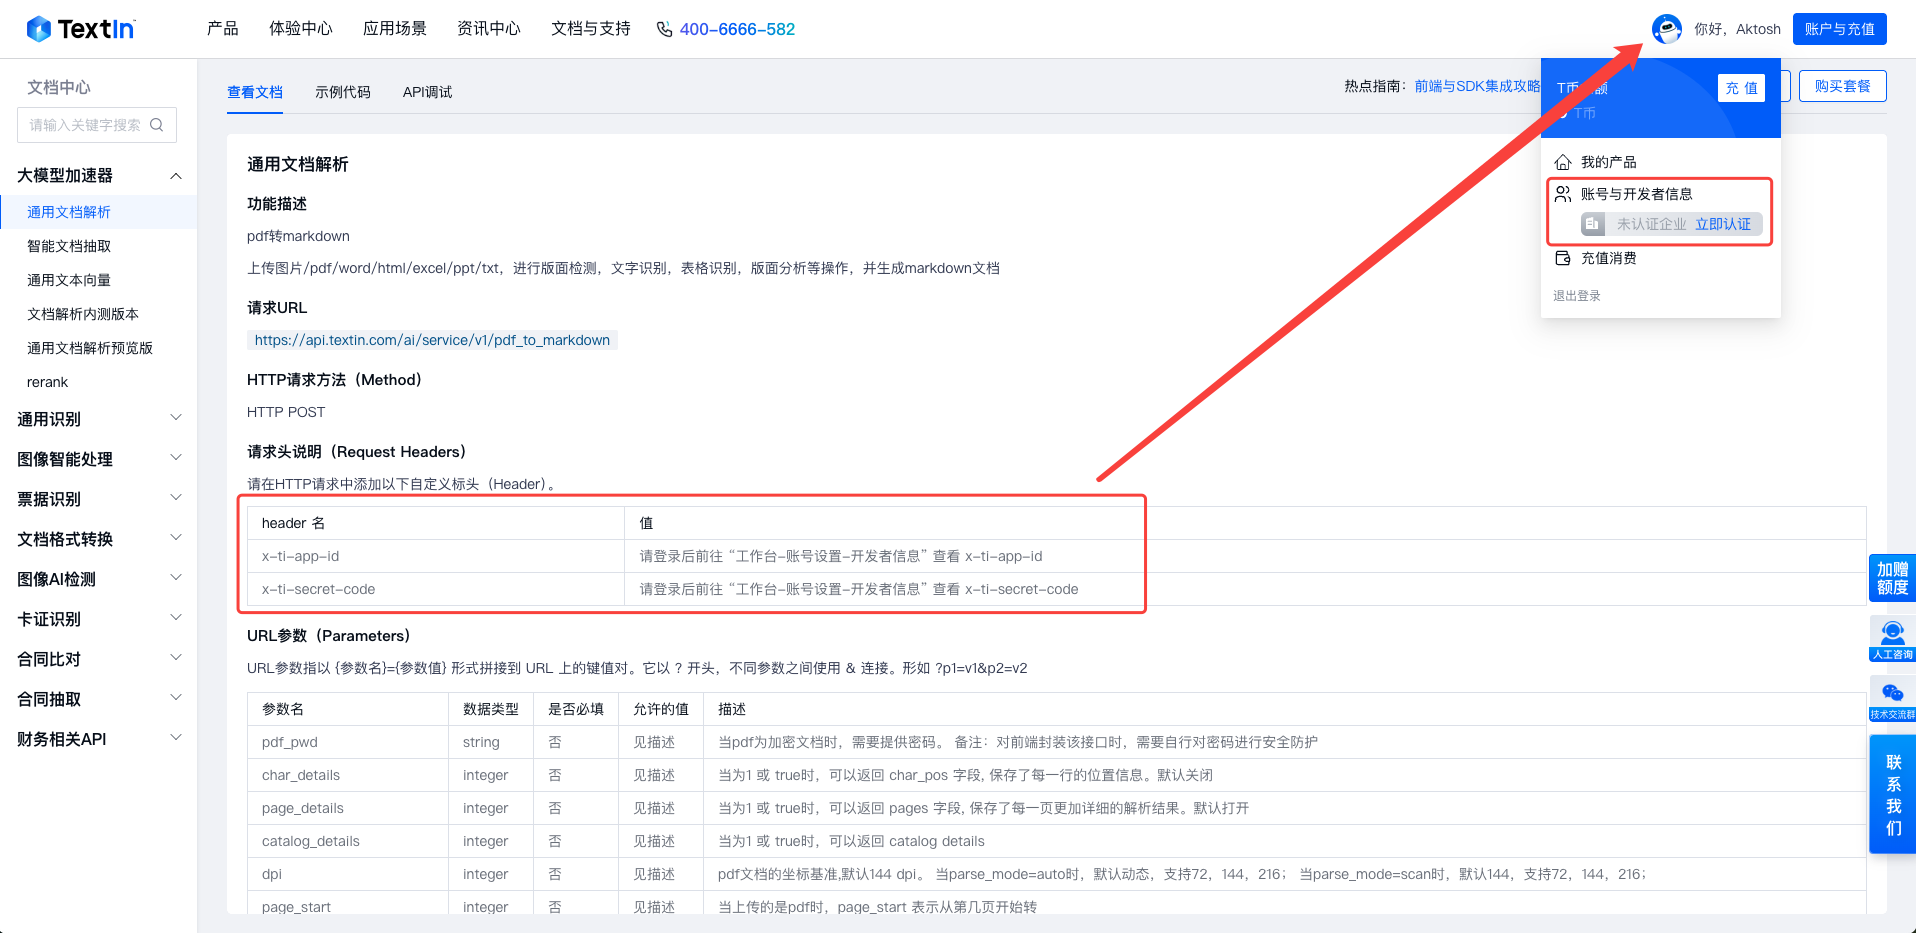 TextIn
产品
体验中心
应用场景
资讯中心
文档与支持
400-6666-582
你好，Aktosh
账户与充值
文档中心
请输入关键字搜索
大模型加速器
通用文档解析
智能文档抽取
通用文本向量
文档解析内测版本
通用文档解析预览版
rerank
通用识别
图像智能处理
票据识别
文档格式转换
图像AI检测
卡证识别
合同比对
合同抽取
财务相关API
查看文档
示例代码
API调试
热点指南：
前端与SDK集成攻略
购买套餐
T币
额
充 值
T币
我的产品
账号与开发者信息
未认证企业 立即认证
充值消费
退出登录
通用文档解析
功能描述
pdf转markdown
上传图片/pdf/word/html/excel/ppt/txt，进行版面检测，文字识别，表格识别，版面分析等操作，并生成markdown文档
请求URL
https://api.textin.com/ai/service/v1/pdf_to_markdown
HTTP请求方法（Method）
HTTP POST
请求头说明（Request Headers）
请在HTTP请求中添加以下自定义标头（Header）。
header 名 值
x-ti-app-id 请登录后前往 “工作台-账号设置-开发者信息” 查看 x-ti-app-id
x-ti-secret-code 请登录后前往 “工作台-账号设置-开发者信息” 查看 x-ti-secret-code
URL参数（Parameters）
URL参数指以 {参数名}={参数值} 形式拼接到 URL 上的键值对。它以 ? 开头，不同参数之间使用 & 连接。形如 ?p1=v1&p2=v2
参数名 数据类型 是否必填 允许的值 描述
pdf_pwd string 否 见描述 当pdf为加密文档时，需要提供密码。 备注：对前端封装该接口时，需要自行对密码进行安全防护
char_details integer 否 见描述 当为1 或 true时，可以返回 char_pos 字段, 保存了每一行的位置信息。默认关闭
page_details integer 否 见描述 当为1 或 true时，可以返回 pages 字段, 保存了每一页更加详细的解析结果。默认打开
catalog_details integer 否 见描述 当为1 或 true时，可以返回 catalog details
dpi integer 否 见描述 pdf文档的坐标基准,默认144 dpi。 当parse_mode=auto时，默认动态，支持72，144，216； 当parse_mode=scan时，默认144，支持72，144，216；
page_start integer 否 见描述 当上传的是pdf时，page_start 表示从第几页开始转
加赠
额度
人工咨询
技术交流群
联
系
我
们